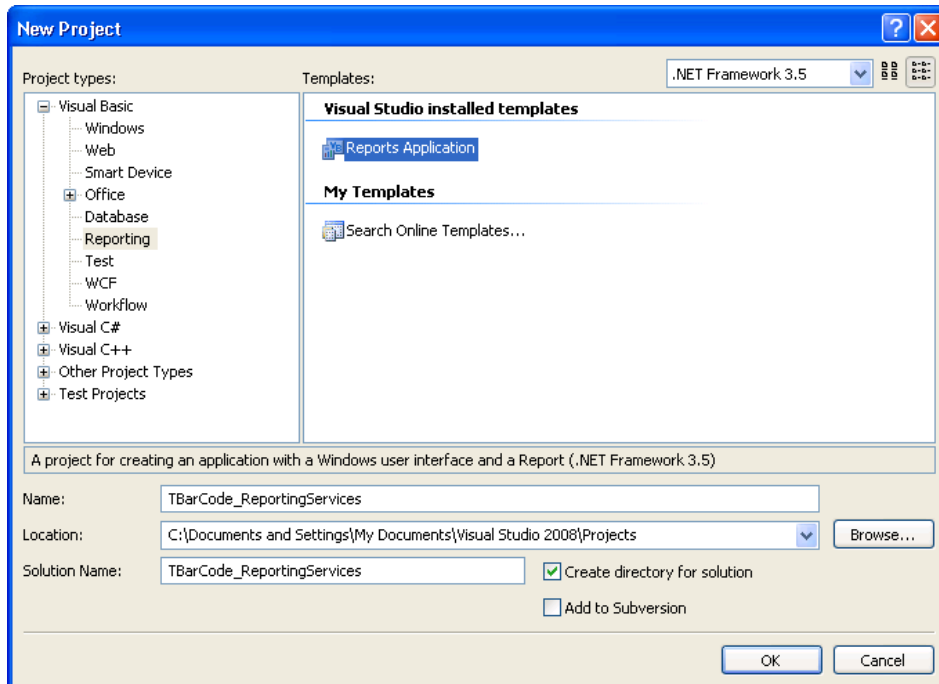 New Project
Project types:
Templates:
.NET Framework 3.5
Visual Basic
Windows
Web
Smart Device
Office
Database
Reporting
Test
WCF
Workflow
Visual C#
Visual C++
Other Project Types
Test Projects
Visual Studio installed templates
Reports Application
My Templates
Search Online Templates...
A project for creating an application with a Windows user interface and a Report (.NET Framework 3.5)
Name:
TBarCode_ReportingServices
Location:
C:\Documents and Settings\My Documents\Visual Studio 2008\Projects
Browse...
Solution Name:
TBarCode_ReportingServices
Create directory for solution
Add to Subversion
OK
Cancel